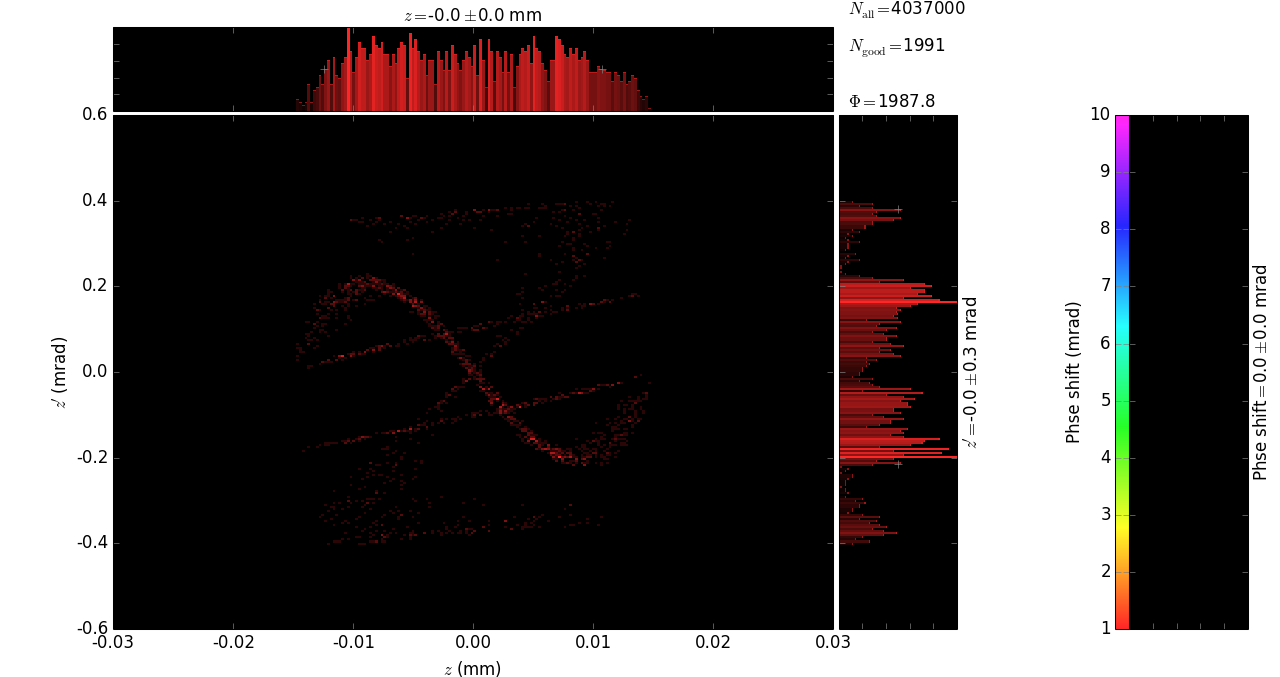 z=-0.0 ±0.0 mm
N_all=4037000
N_good=1991
Φ=1987.8
0.6
0.4
0.2
0.0
-0.2
-0.4
-0.6
z′ (mrad)
-0.03
-0.02
-0.01
0.00
0.01
0.02
0.03
z (mm)
z′=-0.0±0.3 mrad
10
9
8
7
6
5
4
3
2
1
Phse shift (mrad)
Phse shift=0.0±0.0 mrad